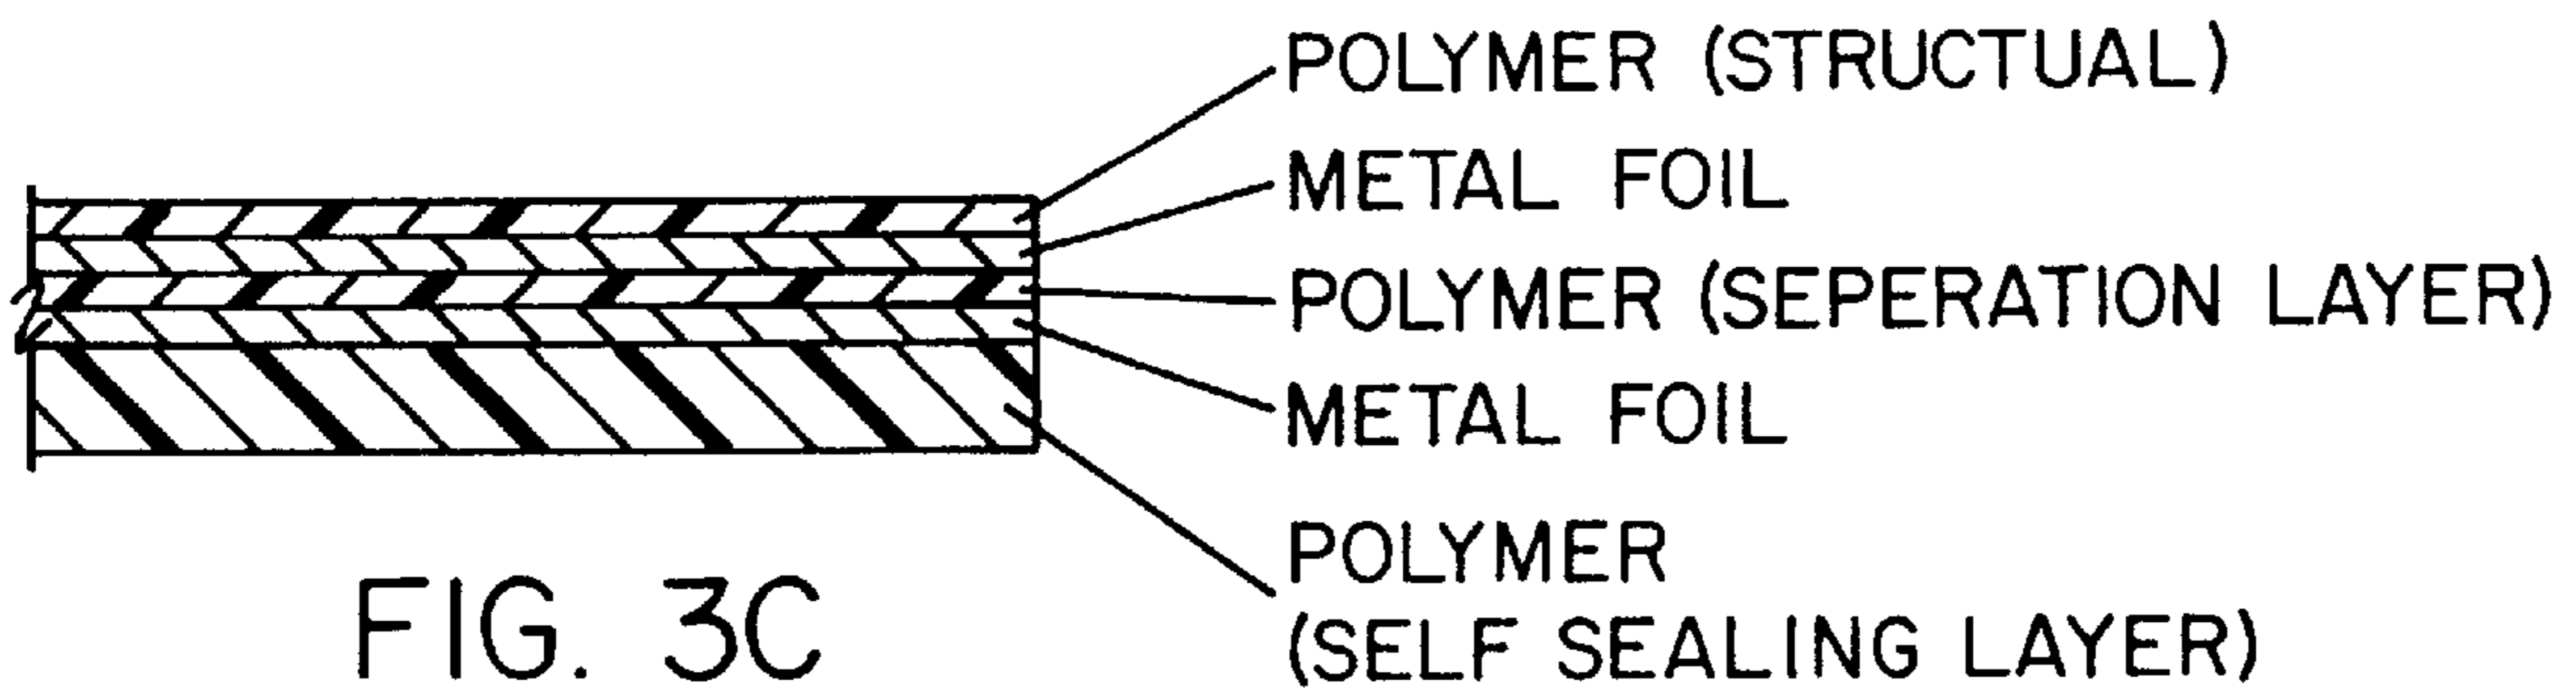 POLYMER (STRUCTUAL)
METAL FOIL
POLYMER (SEPERATION LAYER)
METAL FOIL
POLYMER
(SELF SEALING LAYER)
FIG. 3C